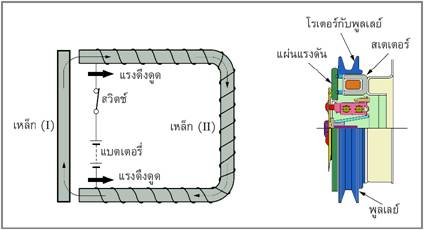 แรงดึงดูด
สวิตช์
เหล็ก (I)
เหล็ก (II)
แบตเตอรี่
แรงดึงดูด
โรเตอร์กับพูลเลย์
สเตเตอร์
แผ่นแรงดัน
พูลเลย์